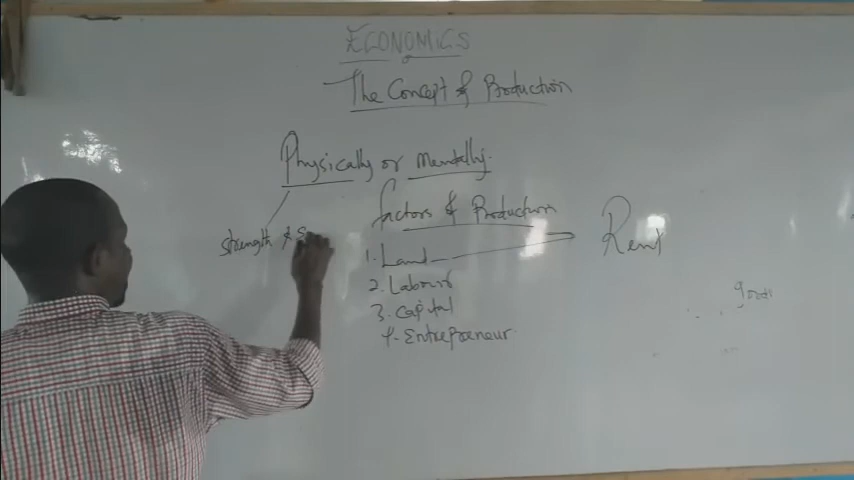 ECONOMICS
The Concept of Production
Physically or Mentally.
strength & S
factors of Production
1. Land Rent
2. Labour
3. Capital
4. Entrepreneur
goods